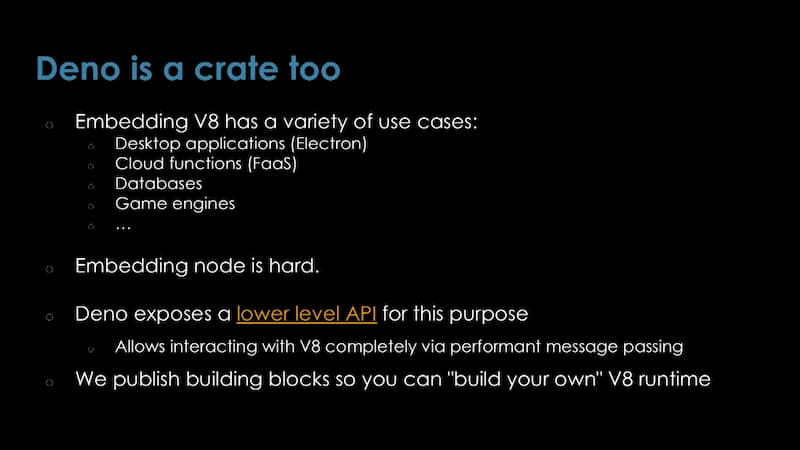 Deno is a crate too
Embedding V8 has a variety of use cases:
Desktop applications (Electron)
Cloud functions (FaaS)
Databases
Game engines
…
Embedding node is hard.
Deno exposes a lower level API for this purpose
Allows interacting with V8 completely via performant message passing
We publish building blocks so you can "build your own" V8 runtime